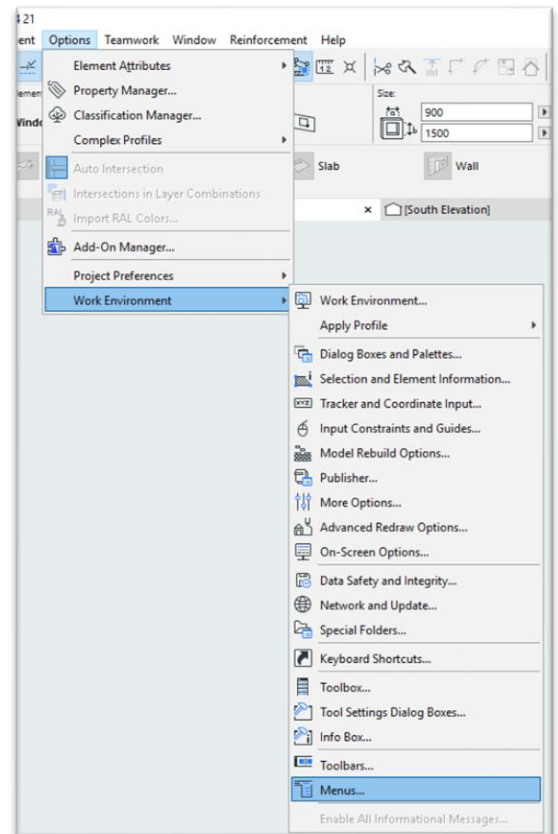 21
ent Options Teamwork Window Reinforcement Help
Element Attributes
Property Manager...
Classification Manager...
Complex Profiles
Auto Intersection
Intersections in Layer Combinations
RAL Import RAL Colors...
Add-On Manager...
Project Preferences
Work Environment
Size:
900
1500
Slab Wall
[South Elevation]
Work Environment...
Apply Profile
Dialog Boxes and Palettes...
Selection and Element Information...
XYZ Tracker and Coordinate Input...
Input Constraints and Guides...
Model Rebuild Options...
Publisher...
More Options...
Advanced Redraw Options...
On-Screen Options...
Data Safety and Integrity...
Network and Update...
Special Folders...
Keyboard Shortcuts...
Toolbox...
Tool Settings Dialog Boxes...
Info Box...
Toolbars...
Menus...
Enable All Informational Messages...